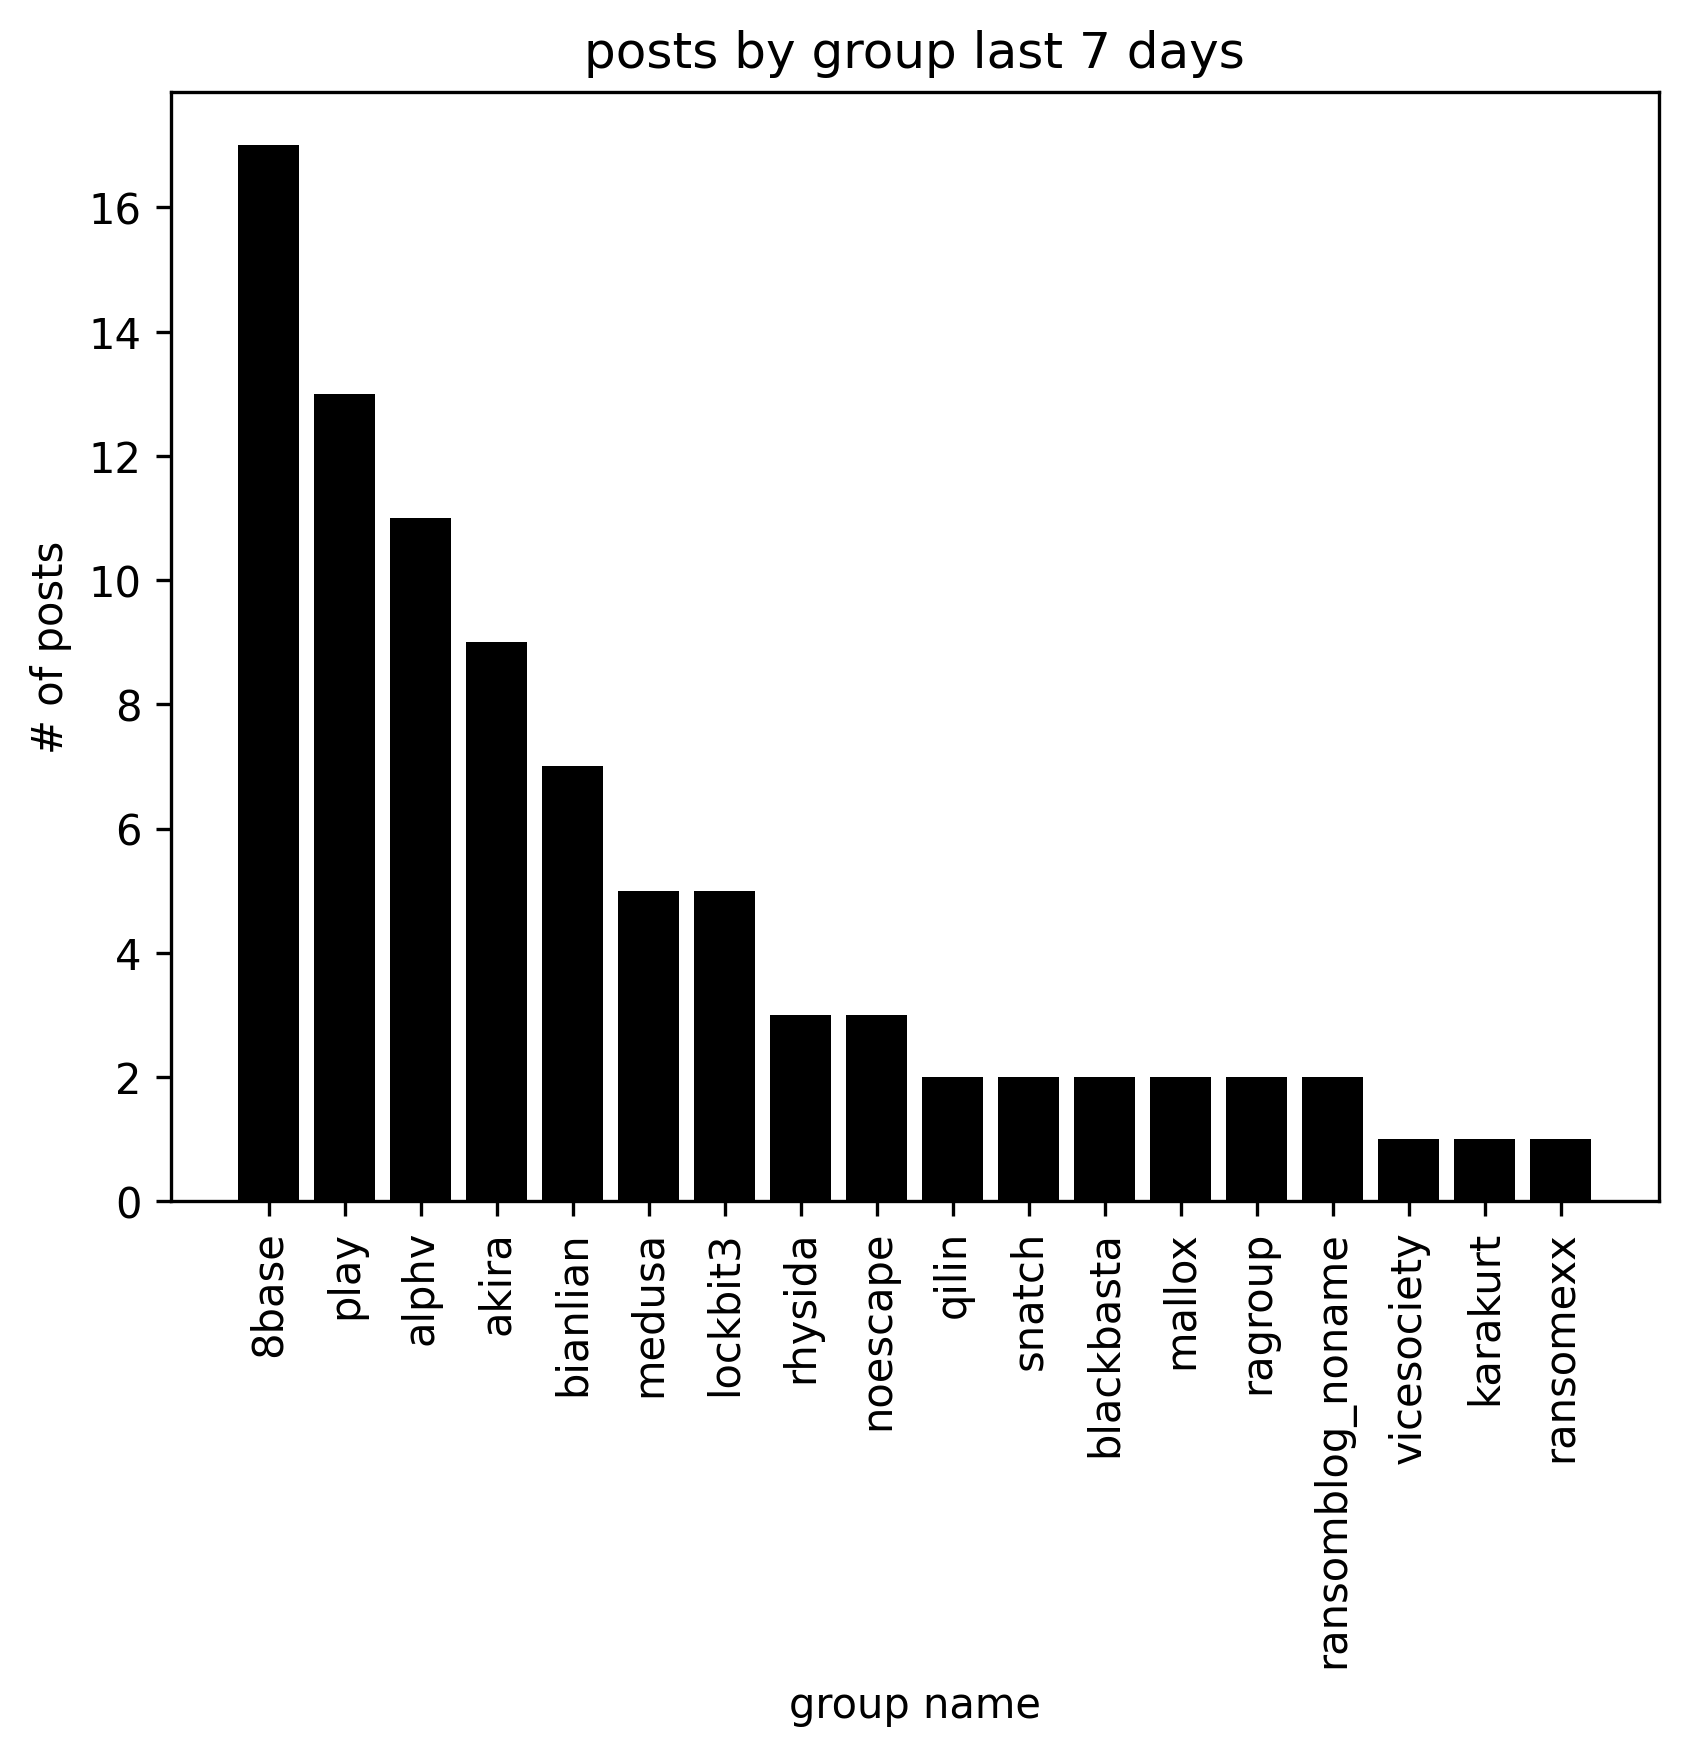 posts by group last 7 days
# of posts
16
14
12
10
8
6
4
2
0
8base
play
alphv
akira
bianlian
medusa
lockbit3
rhysida
noescape
qilin
snatch
blackbasta
mallox
ragroup
ransomblog_noname
vicesociety
karakurt
ransomexx
group name